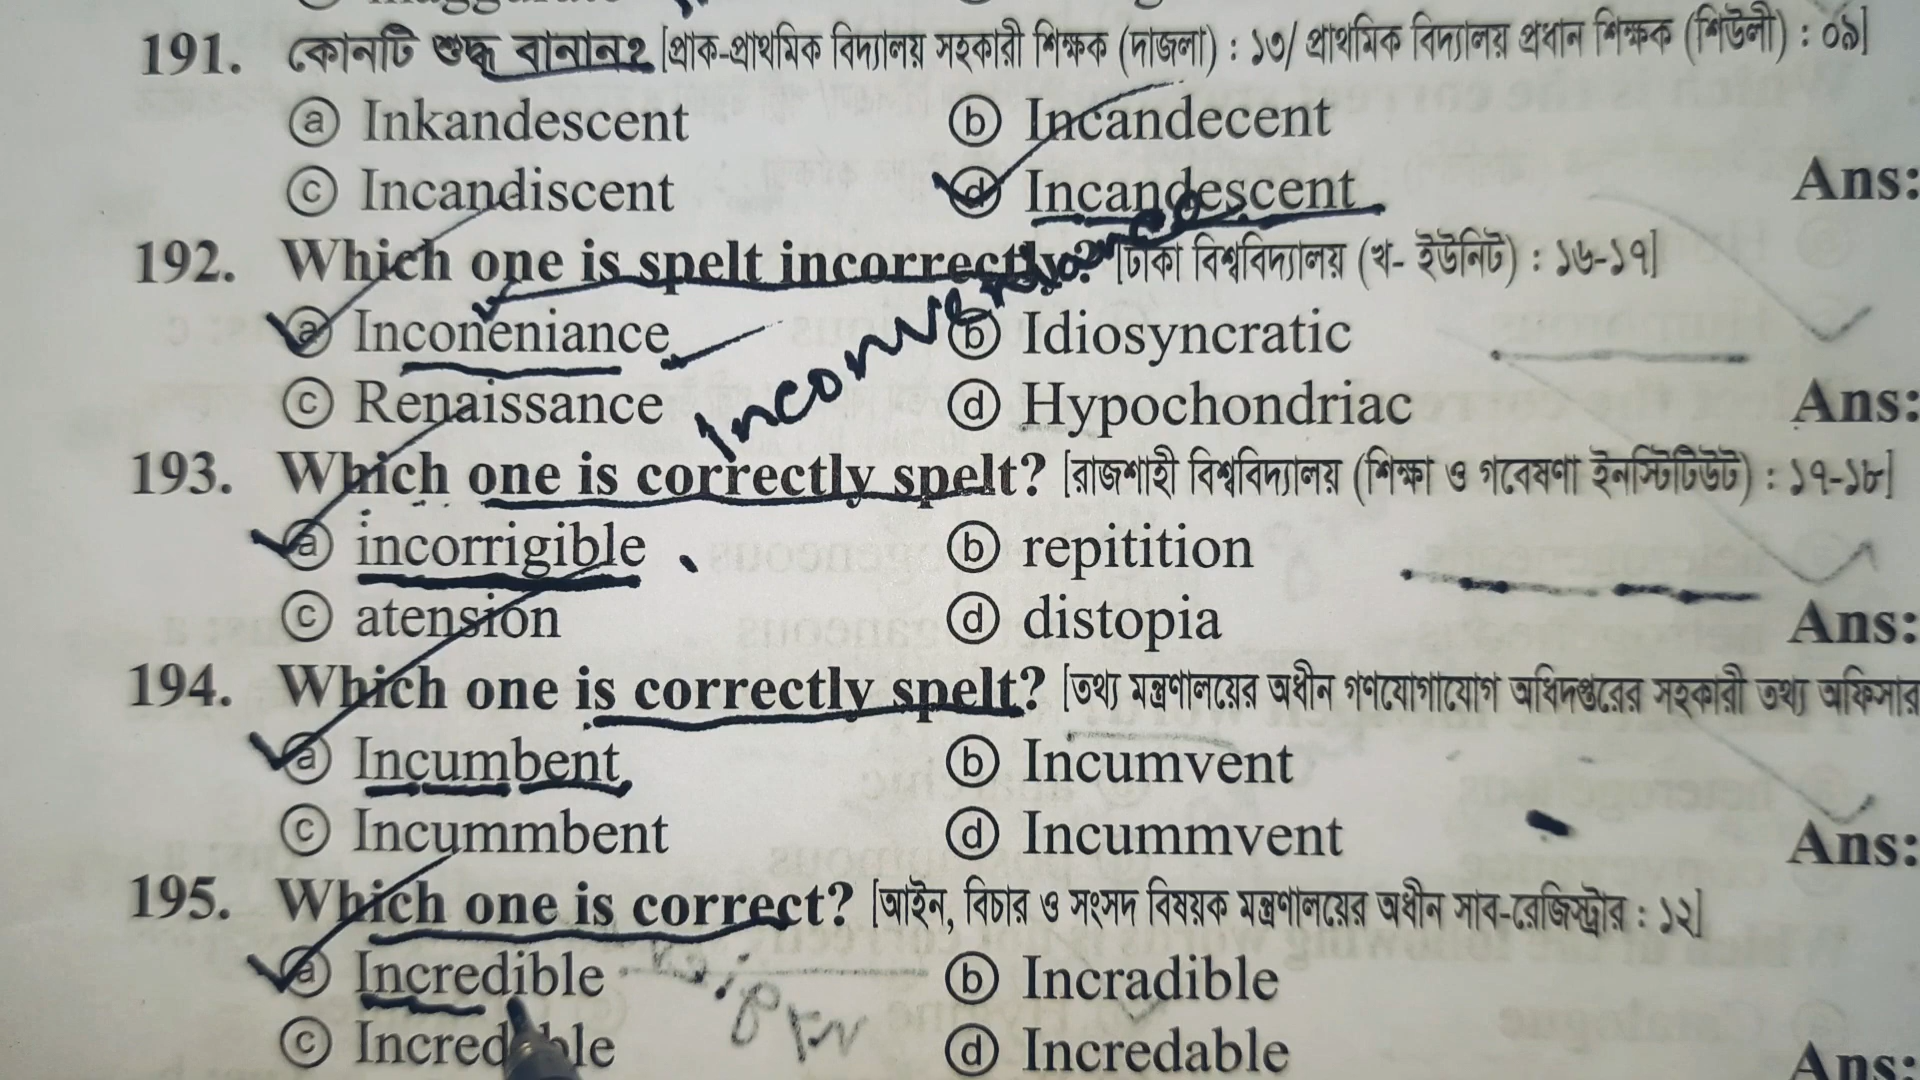 191. কোনটি শুদ্ধ বানান? [প্রাক-প্রাথমিক বিদ্যালয় সহকারী শিক্ষক (দাজলা) : ১৩/ প্রাথমিক বিদ্যালয় প্রধান শিক্ষক (শিউলী) : ০৯]
ⓐ Inkandescent ⓑ Incandecent
ⓒ Incandiscent ⓓ Incandescent Ans:
192. Which one is spelt incorrectly? [ঢাকা বিশ্ববিদ্যালয় (খ- ইউনিট) : ১৬-১৭]
ⓐ Inconeniance ⓑ Idiosyncratic
ⓒ Renaissance ⓓ Hypochondriac Ans:
193. Which one is correctly spelt? [রাজশাহী বিশ্ববিদ্যালয় (শিক্ষা ও গবেষণা ইনস্টিটিউট) : ১৭-১৮]
ⓐ incorrigible ⓑ repitition
ⓒ atension ⓓ distopia Ans:
194. Which one is correctly spelt? [তথ্য মন্ত্রণালয়ের অধীন গণযোগাযোগ অধিদপ্তরের সহকারী তথ্য অফিসার
ⓐ Incumbent ⓑ Incumvent
ⓒ Incummbent ⓓ Incummvent Ans:
195. Which one is correct? [আইন, বিচার ও সংসদ বিষয়ক মন্ত্রণালয়ের অধীন সাব-রেজিস্ট্রার : ১২]
ⓐ Incredible ⓑ Incradible
ⓒ ⓓ Incredable Ans: